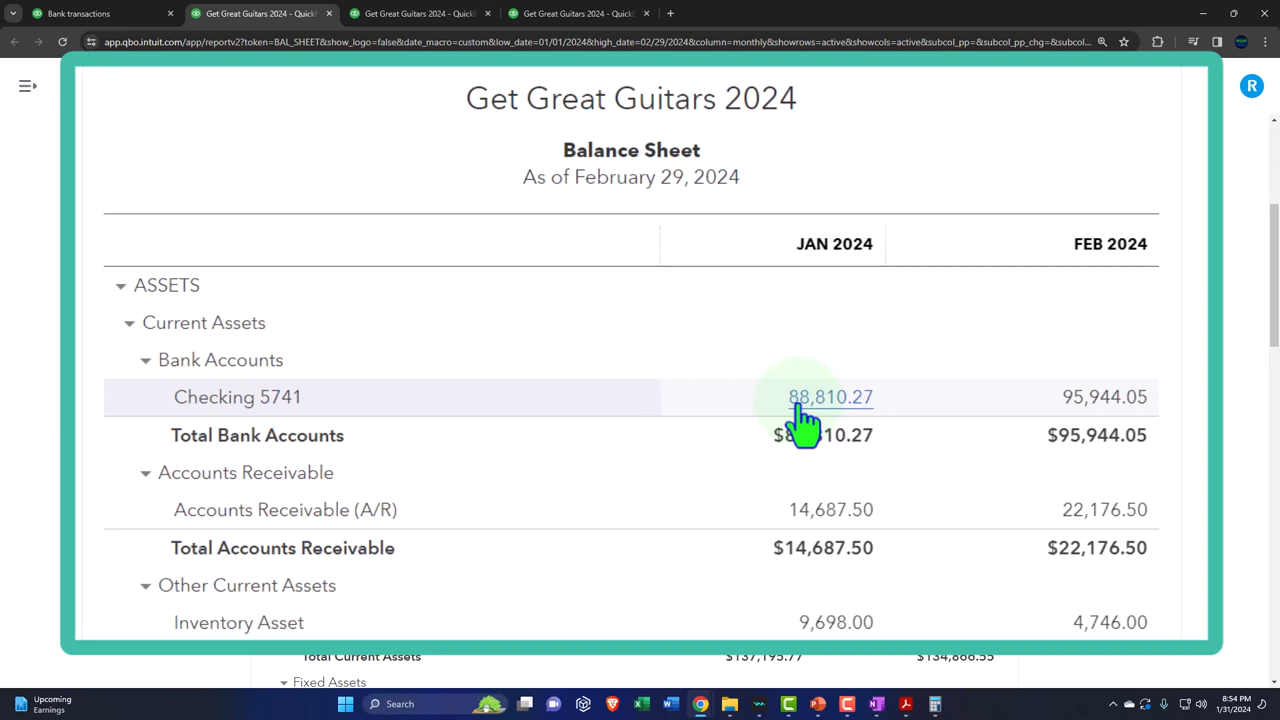 Bank transactions
Get Great Guitars 2024 - Quick
Get Great Guitars 2024 - Quick
Get Great Guitars 2024 - Quick
app.qbo.intuit.com/app/reportv2?token=BAL_SHEET&show_logo=false&date_macro=custom&low_date=01/01/2024&high_date=02/29/2024&column=monthly&showrows=active&showcols=active&subcol_pp=&subcol_pp_chg=&subc...
R
Get Great Guitars 2024
Balance Sheet
As of February 29, 2024
JAN 2024 FEB 2024
ASSETS
Current Assets
Bank Accounts
Checking 5741 88,810.27 95,944.05
Total Bank Accounts 10.27 $95,944.05
Accounts Receivable
Accounts Receivable (A/R) 14,687.50 22,176.50
Total Accounts Receivable $14,687.50 $22,176.50
Other Current Assets
Inventory Asset 9,698.00 4,746.00
Total Current Assets $137,195.77 $134,866.55
Fixed Assets
Upcoming
Earnings
Search
8:54 PM
1/31/2024